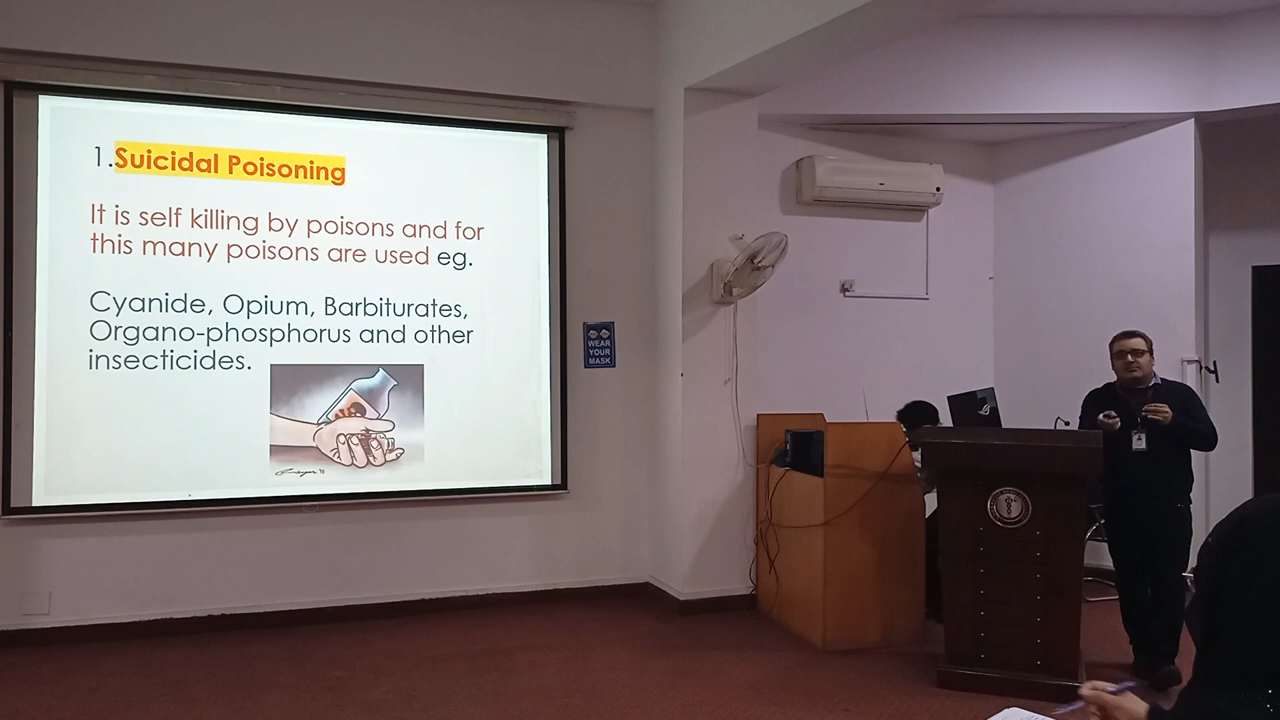 1.Suicidal Poisoning
It is self killing by poisons and for
this many poisons are used eg.
Cyanide, Opium, Barbiturates,
Organo-phosphorus and other
insecticides.
WEAR
YOUR
MASK